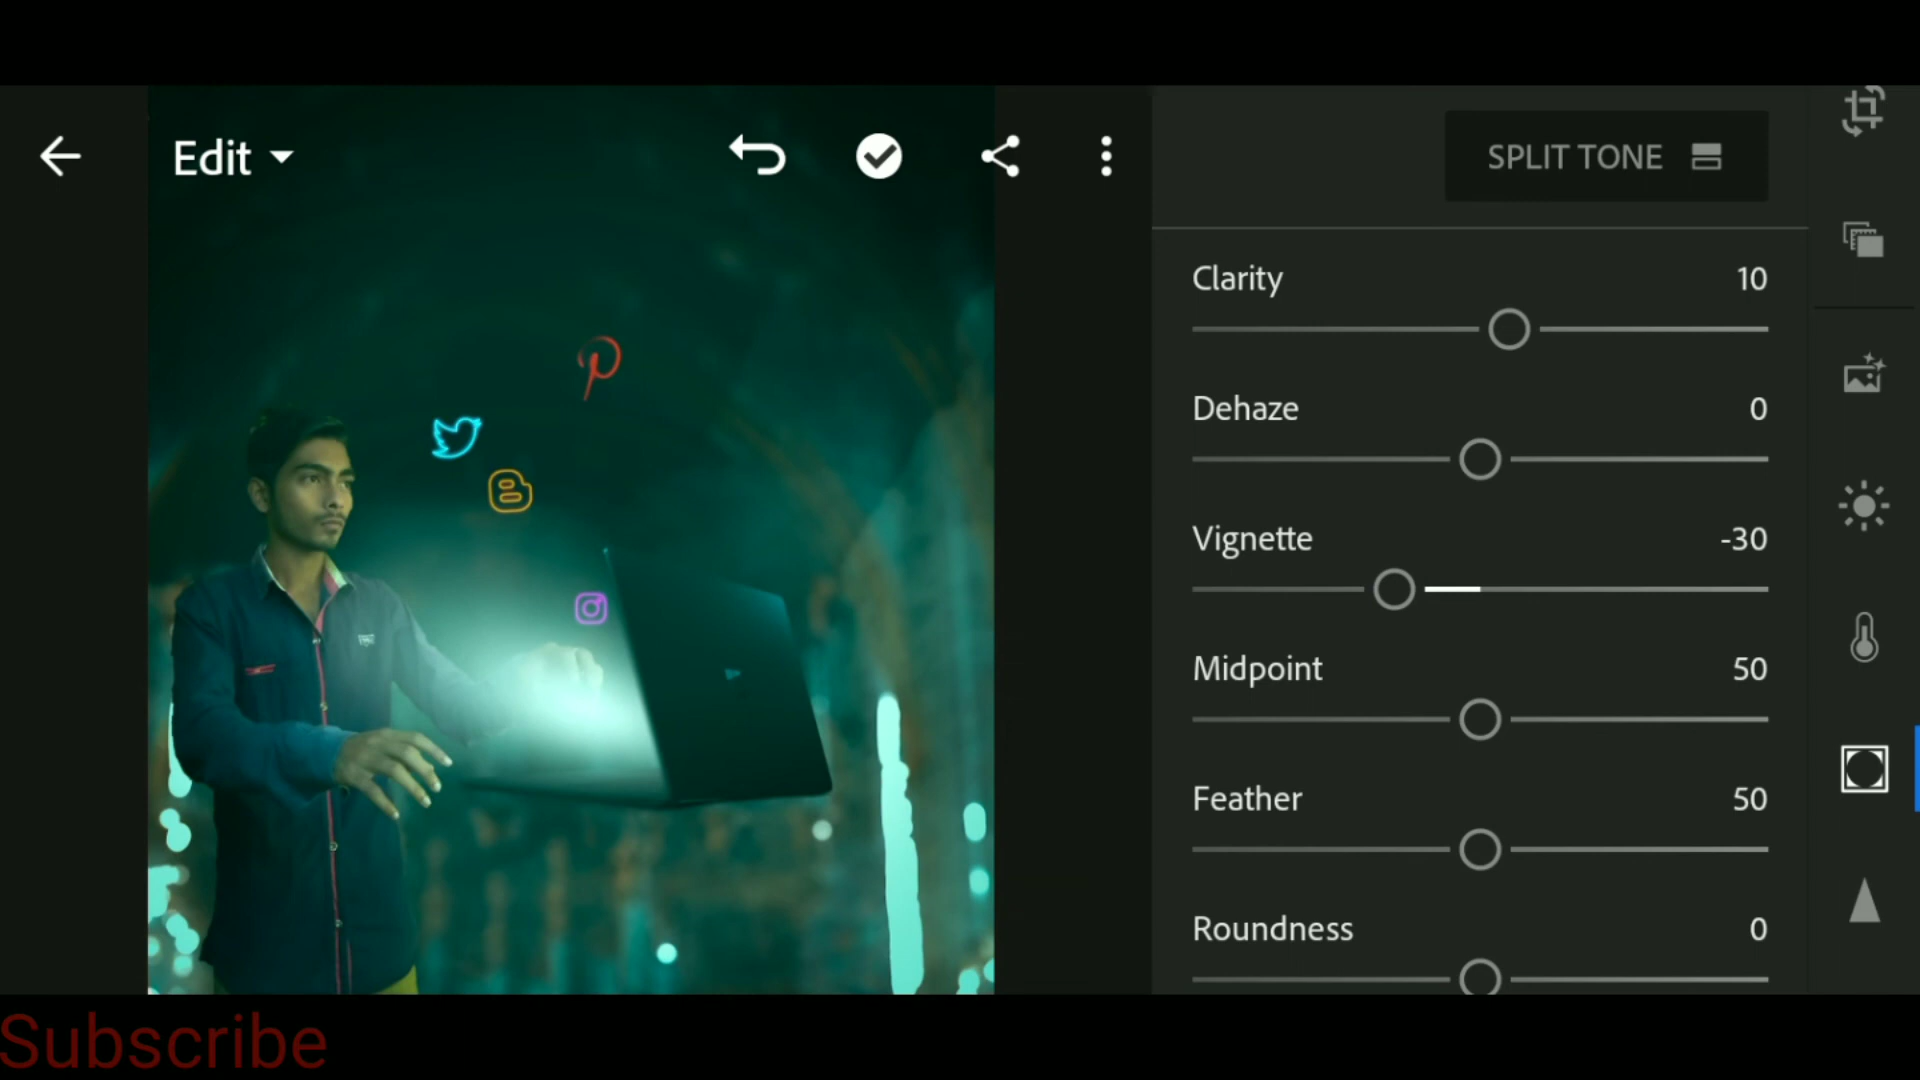 Edit
SPLIT TONE
Clarity 10
Dehaze 0
Vignette -30
Midpoint 50
Feather 50
Roundness 0
Subscribe